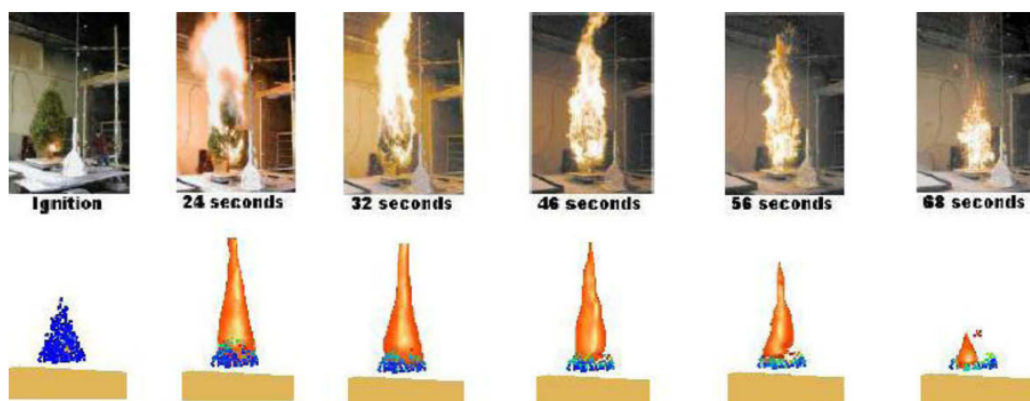 Ignition
24 seconds
32 seconds
46 seconds
56 seconds
68 seconds